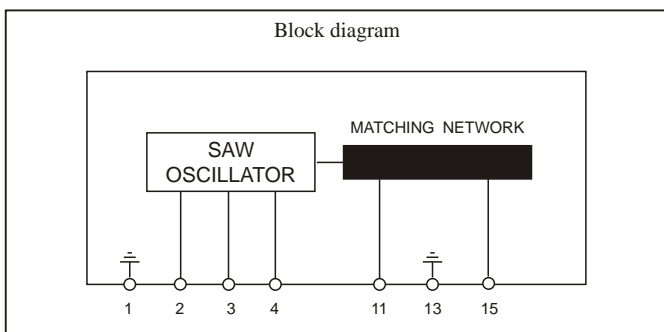 Block diagram
MATCHING NETWORK
SAW
OSCILLATOR
1 2 3 4 11 13 15